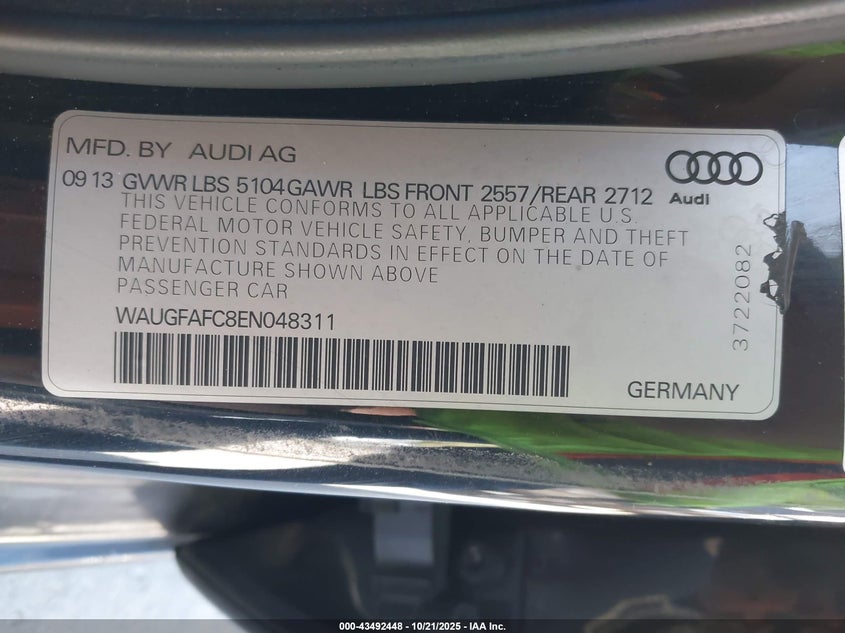 MFD. BY AUDI AG
09 13 GVWR LBS 5104 GAWR LBS FRONT 2557/REAR 2712
Audi
THIS VEHICLE CONFORMS TO ALL APPLICABLE U.S.
FEDERAL MOTOR VEHICLE SAFETY, BUMPER AND THEFT
PREVENTION STANDARDS IN EFFECT ON THE DATE OF
MANUFACTURE SHOWN ABOVE
PASSENGER CAR
WAUGFAFC8EN048311
3722082
GERMANY
000-43492448 - 10/21/2025 - IAA Inc.